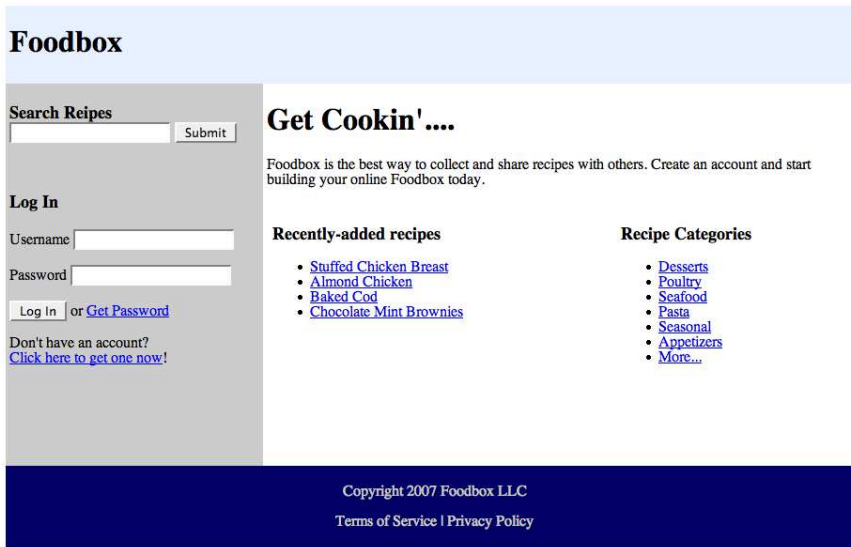 Foodbox
Search Reipes
Submit
Log In
Username
Password
Log In or Get Password
Don't have an account?
Click here to get one now!
Get Cookin'....
Foodbox is the best way to collect and share recipes with others. Create an account and start
building your online Foodbox today.
Recently-added recipes
• Stuffed Chicken Breast
• Almond Chicken
• Baked Cod
• Chocolate Mint Brownies
Recipe Categories
• Desserts
• Poultry
• Seafood
• Pasta
• Seasonal
• Appetizers
• More...
Copyright 2007 Foodbox LLC
Terms of Service | Privacy Policy